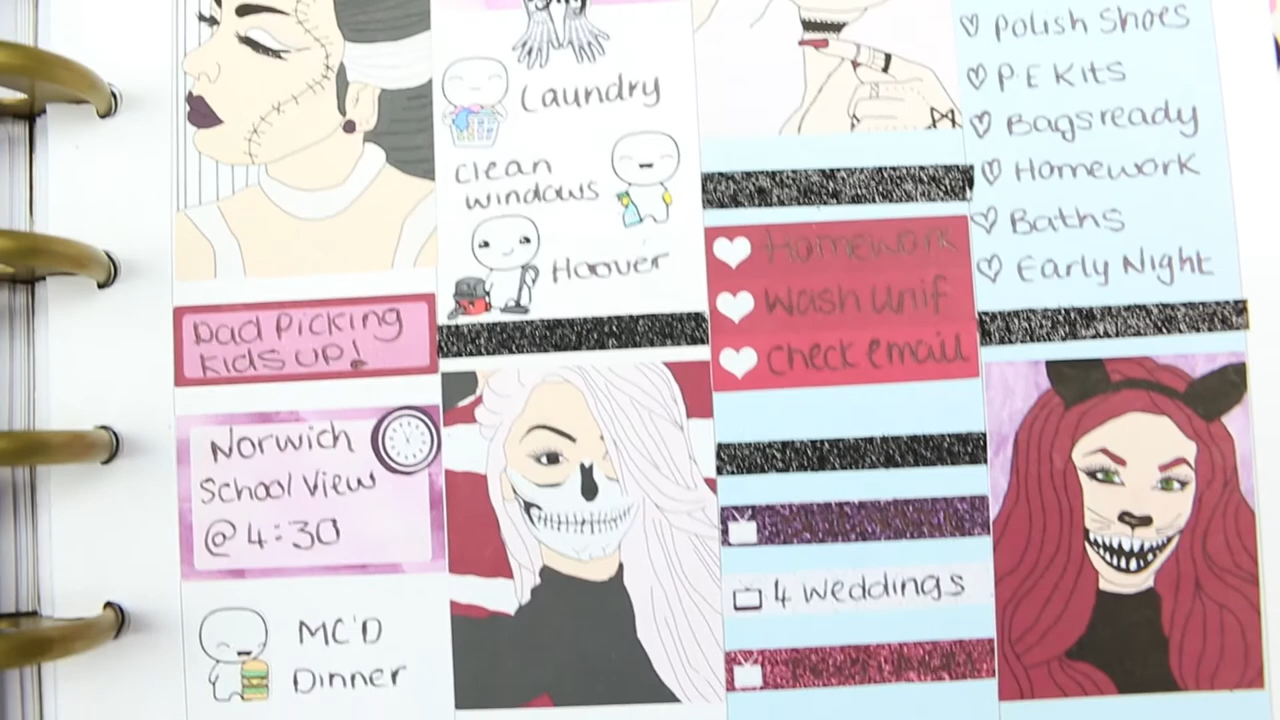 Dad Picking
Kids UP!
Norwich
School View
@ 4:30
MC'D
Dinner
Laundry
clean
windows
Hoover
Homework
Wash Unif
Check email
4 weddings
Polish Shoes
P.E Kits
Bags ready
Homework
Baths
Early Night